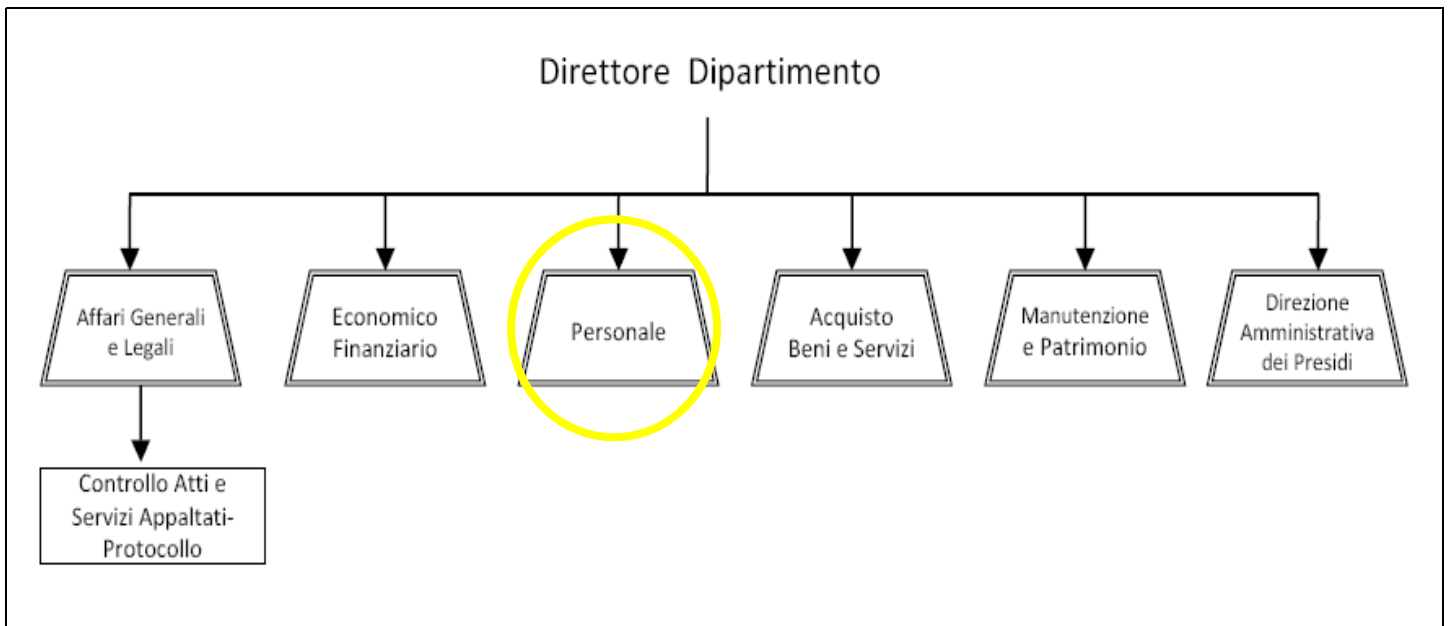 Direttore Dipartimento
Affari Generali
e Legali
Economico
Finanziario
Personale
Acquisto
Beni e Servizi
Manutenzione
e Patrimonio
Direzione
Amministrativa
dei Presidi
Controllo Atti e
Servizi Appaltati-
Protocollo